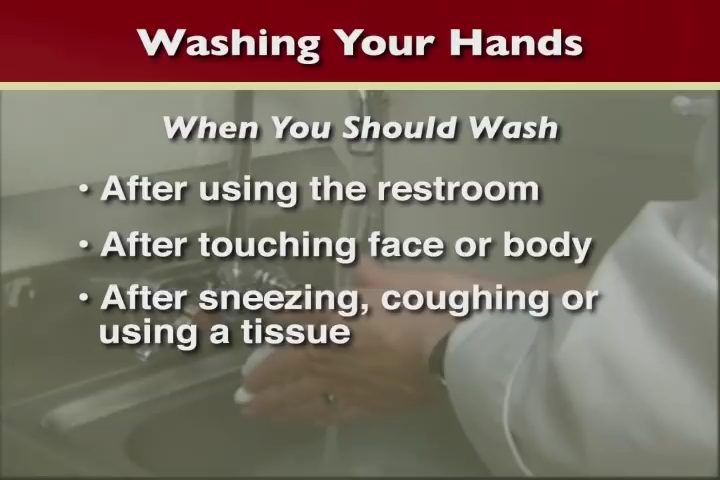 Washing Your Hands
When You Should Wash
• After using the restroom
• After touching face or body
• After sneezing, coughing or
using a tissue